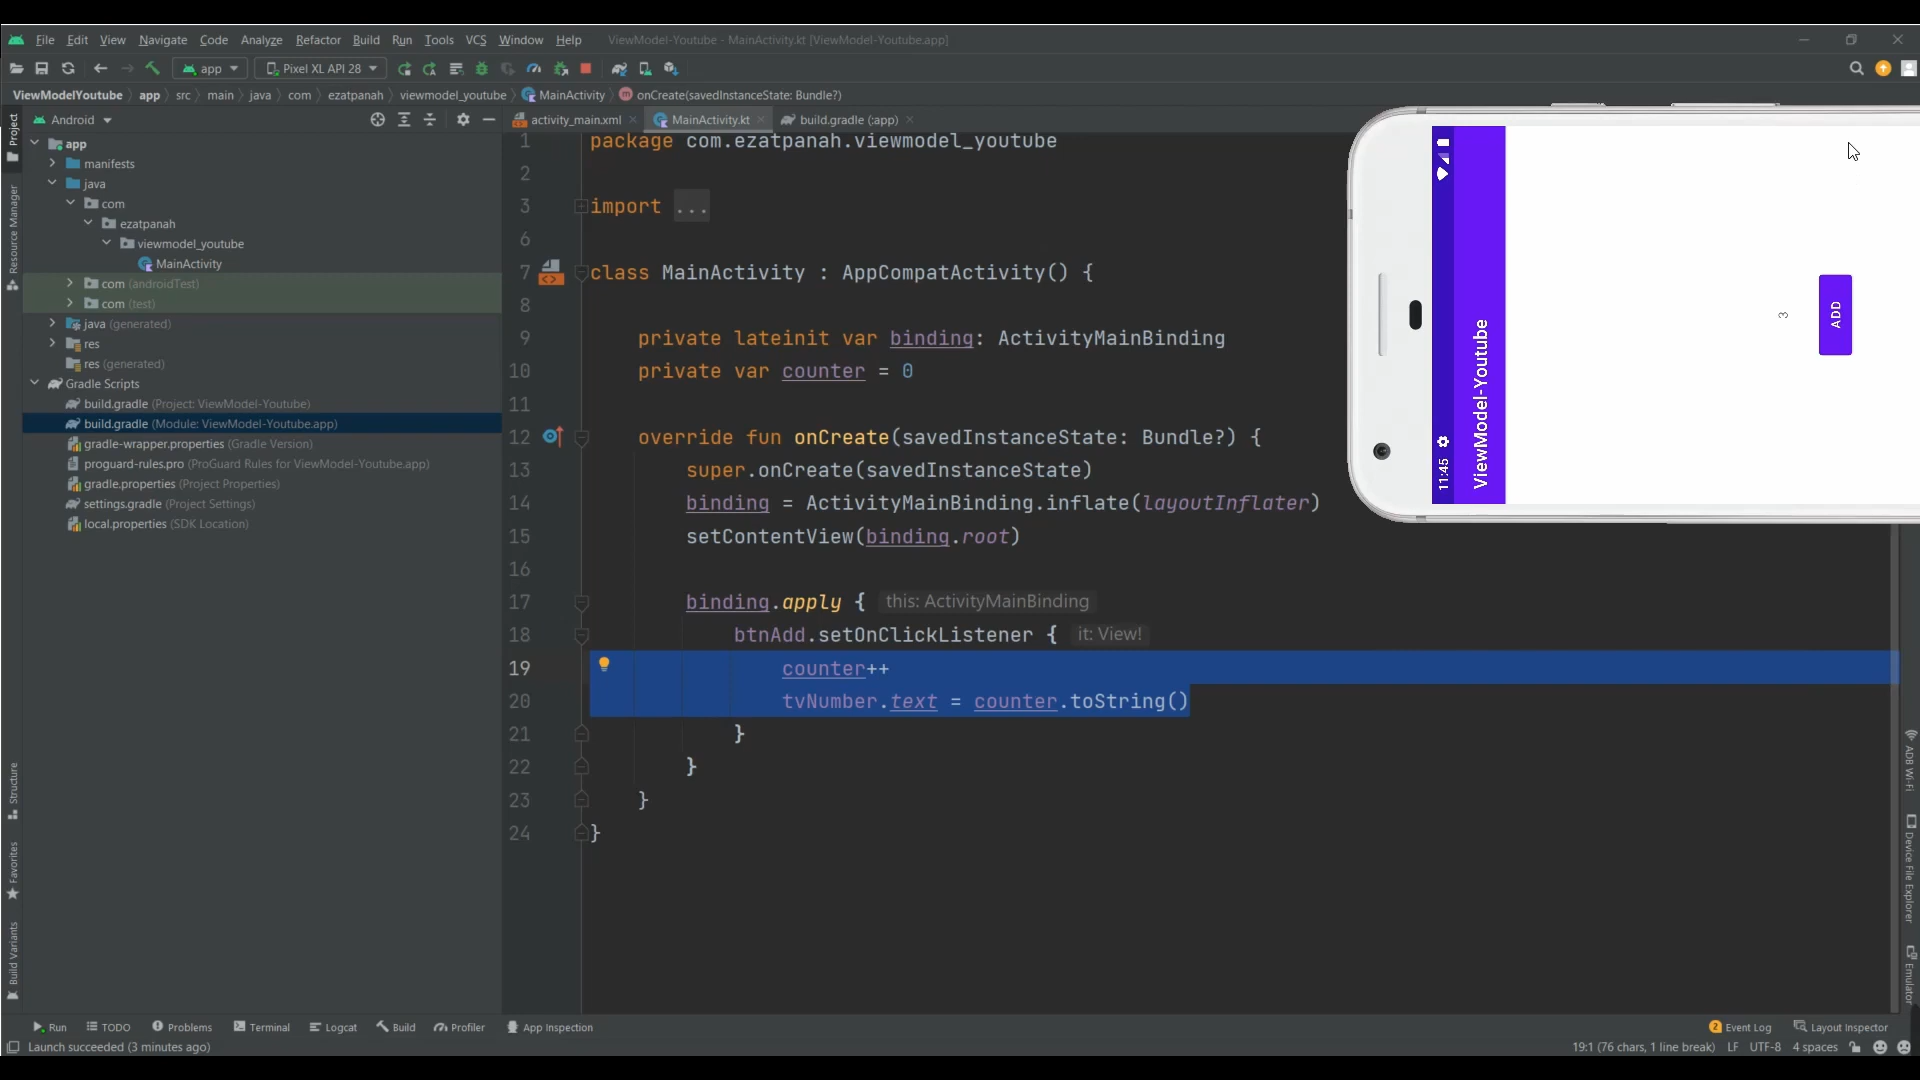 File Edit View Navigate Code Analyze Refactor Build Run Tools VCS Window Help ViewModel-Youtube - MainActivity.kt [ViewModel-Youtube.app]
app Pixel XL API 28
ViewModelYoutube app src main java com ezatpanah viewmodel_youtube MainActivity onCreate(savedInstanceState: Bundle?)
Project
Resource Manager
Structure
Favorites
Build Variants
Android
app
manifests
java
com
ezatpanah
viewmodel_youtube
MainActivity
com (androidTest)
com (test)
java (generated)
res
res (generated)
Gradle Scripts
build.gradle (Project: ViewModel-Youtube)
build.gradle (Module: ViewModel-Youtube.app)
gradle-wrapper.properties (Gradle Version)
proguard-rules.pro (ProGuard Rules for ViewModel-Youtube.app)
gradle.properties (Project Properties)
settings.gradle (Project Settings)
local.properties (SDK Location)
activity_main.xml MainActivity.kt build.gradle (:app)
1 package com.ezatpanah.viewmodel_youtube
2
3 import ...
6
7 class MainActivity : AppCompatActivity() {
8
9 private lateinit var binding: ActivityMainBinding
10 private var counter = 0
11
12 override fun onCreate(savedInstanceState: Bundle?) {
13 super.onCreate(savedInstanceState)
14 binding = ActivityMainBinding.inflate(layoutInflater)
15 setContentView(binding.root)
16
17 binding.apply { this: ActivityMainBinding
18 btnAdd.setOnClickListener { it: View!
19 counter++
20 tvNumber.text = counter.toString()
21 }
22 }
23 }
24 }
11:45
ViewModel-Youtube
3
ADD
ADB Wi-Fi
Device File Explorer
Emulator
Run TODO Problems Terminal Logcat Build Profiler App Inspection 2 Event Log Layout Inspector
Launch succeeded (3 minutes ago) 19:1 (76 chars, 1 line break) LF UTF-8 4 spaces